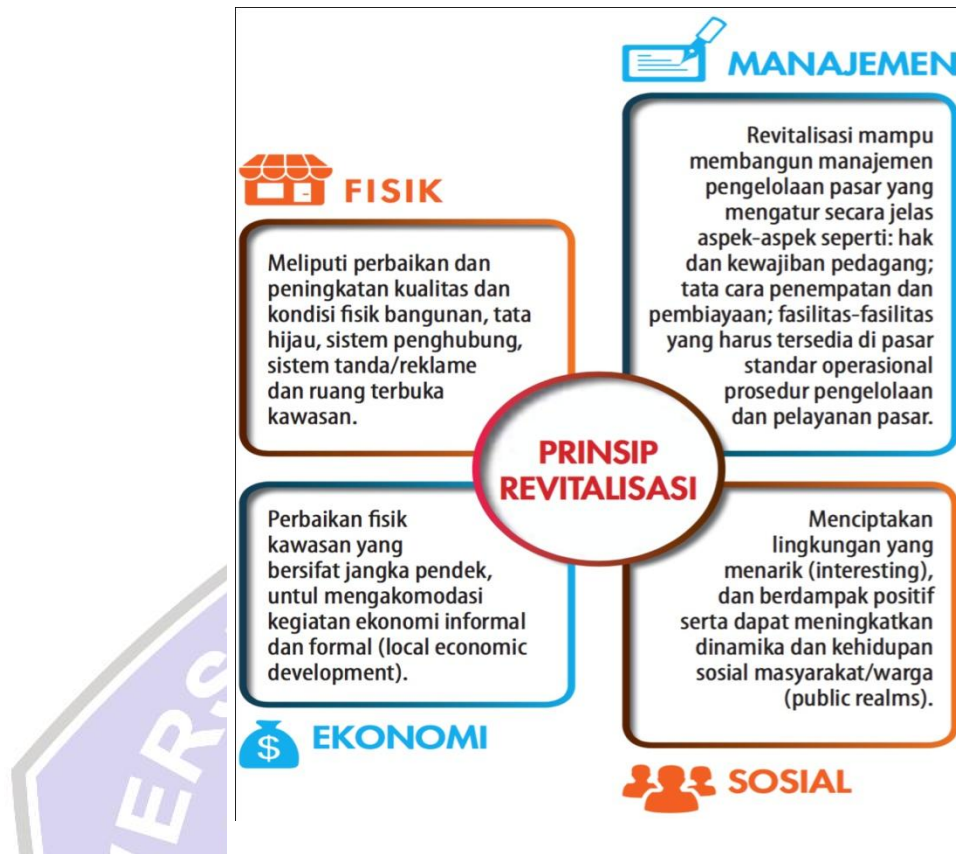 MANAJEMEN
Revitalisasi mampu
membangun manajemen
pengelolaan pasar yang
mengatur secara jelas
aspek-aspek seperti: hak
dan kewajiban pedagang;
tata cara penempatan dan
pembiayaan; fasilitas-fasilitas
yang harus tersedia di pasar
standar operasional
prosedur pengelolaan
dan pelayanan pasar.
FISIK
Meliputi perbaikan dan
peningkatan kualitas dan
kondisi fisik bangunan, tata
hijau, sistem penghubung,
sistem tanda/reklame
dan ruang terbuka
kawasan.
PRINSIP
REVITALISASI
Perbaikan fisik
kawasan yang
bersifat jangka pendek,
untul mengakomodasi
kegiatan ekonomi informal
dan formal (local economic
development).
$ EKONOMI
Menciptakan
lingkungan yang
menarik (interesting),
dan berdampak positif
serta dapat meningkatkan
dinamika dan kehidupan
sosial masyarakat/warga
(public realms).
SOSIAL
ERS